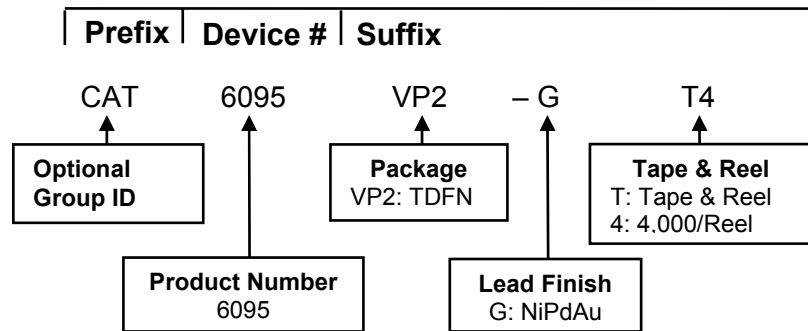 Prefix Device # Suffix
CAT 6095 VP2 – G T4
Optional
Group ID
Package
VP2: TDFN
Tape & Reel
T: Tape & Reel
4: 4,000/Reel
Product Number
6095
Lead Finish
G: NiPdAu